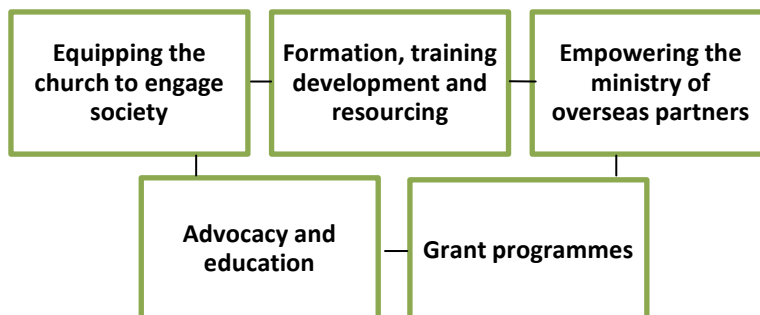 Equipping the
church to engage
society
Formation, training
development and
resourcing
Empowering the
ministry of
overseas partners
Advocacy and
education
Grant programmes